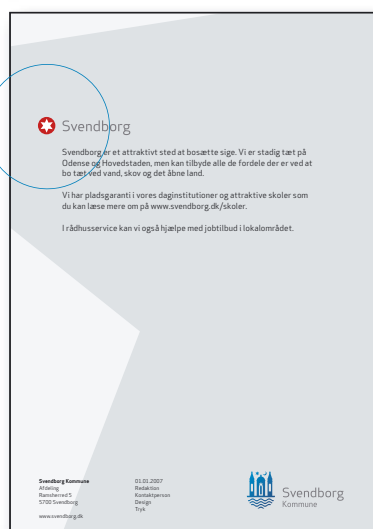 Svendborg
Svendborg er et attraktivt sted at bosætte sige. Vi er stadig tæt på
Odense og Hovedstaden, men kan tilbyde alle de fordele der er ved at
bo tæt ved vand, skov og det åbne land.
Vi har pladsgaranti i vores daginstitutioner og attraktive skoler som
du kan læse mere om på www.svendborg.dk/skoler.
I rådhusservice kan vi også hjælpe med jobtilbud i lokalområdet.
Svendborg Kommune
Afdeling
Ramsherred 5
5700 Svendborg
www.svendborg.dk
01.01.2007
Redaktion
Kontaktperson
Design
Tryk
Svendborg
Kommune